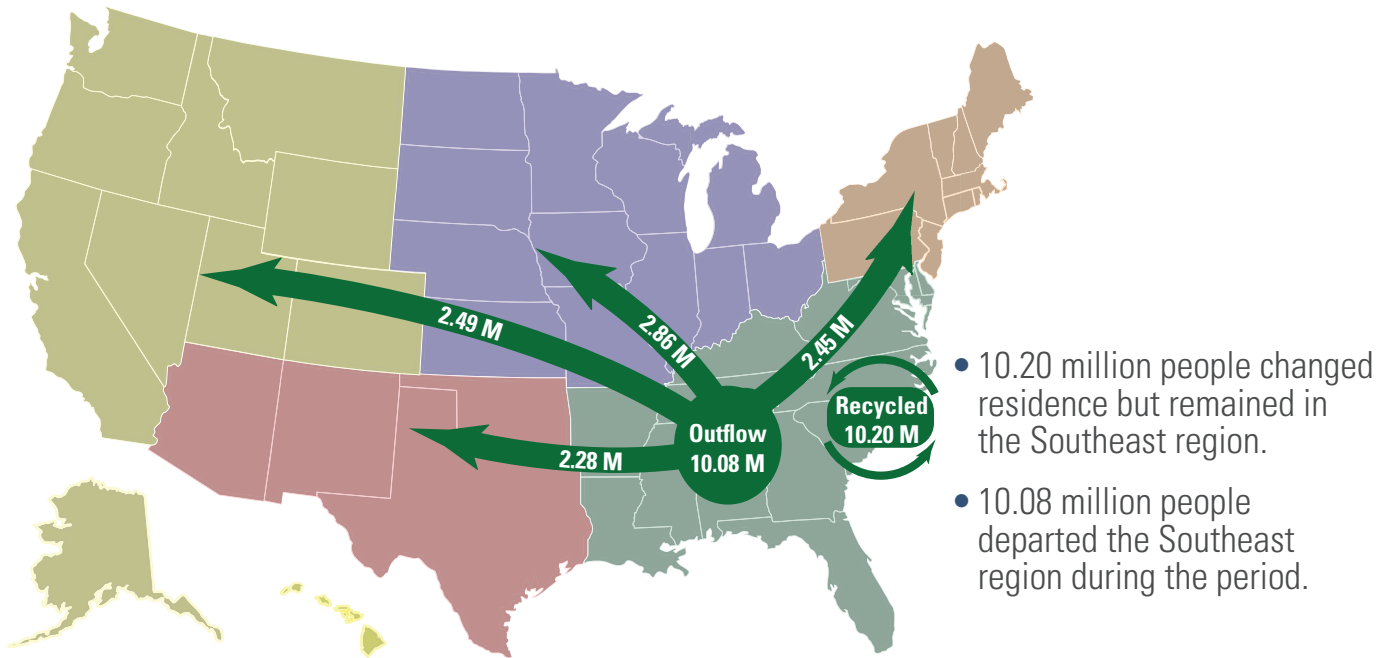 2.49 M
2.86 M
2.45 M
2.28 M
Outflow
10.08 M
Recycled
10.20 M
• 10.20 million people changed
residence but remained in
the Southeast region.
• 10.08 million people
departed the Southeast
region during the period.